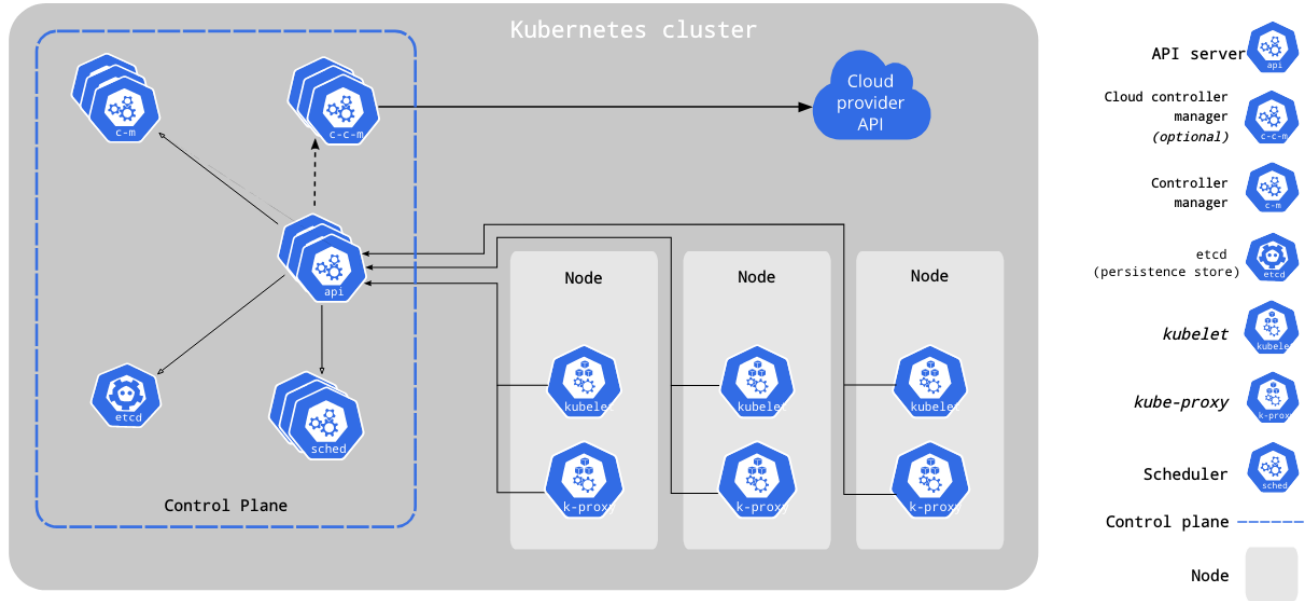 Kubernetes cluster
c-m
c-c-m
Cloud
provider
API
api
etcd
sched
Control Plane
Node
kubelet
k-proxy
Node
kubelet
k-proxy
Node
kubelet
k-proxy
API server
api
Cloud controller
manager
(optional)
c-c-m
Controller
manager
c-m
etcd
(persistence store)
etcd
kubelet
kubelet
kube-proxy
k-proxy
Scheduler
sched
Control plane
Node